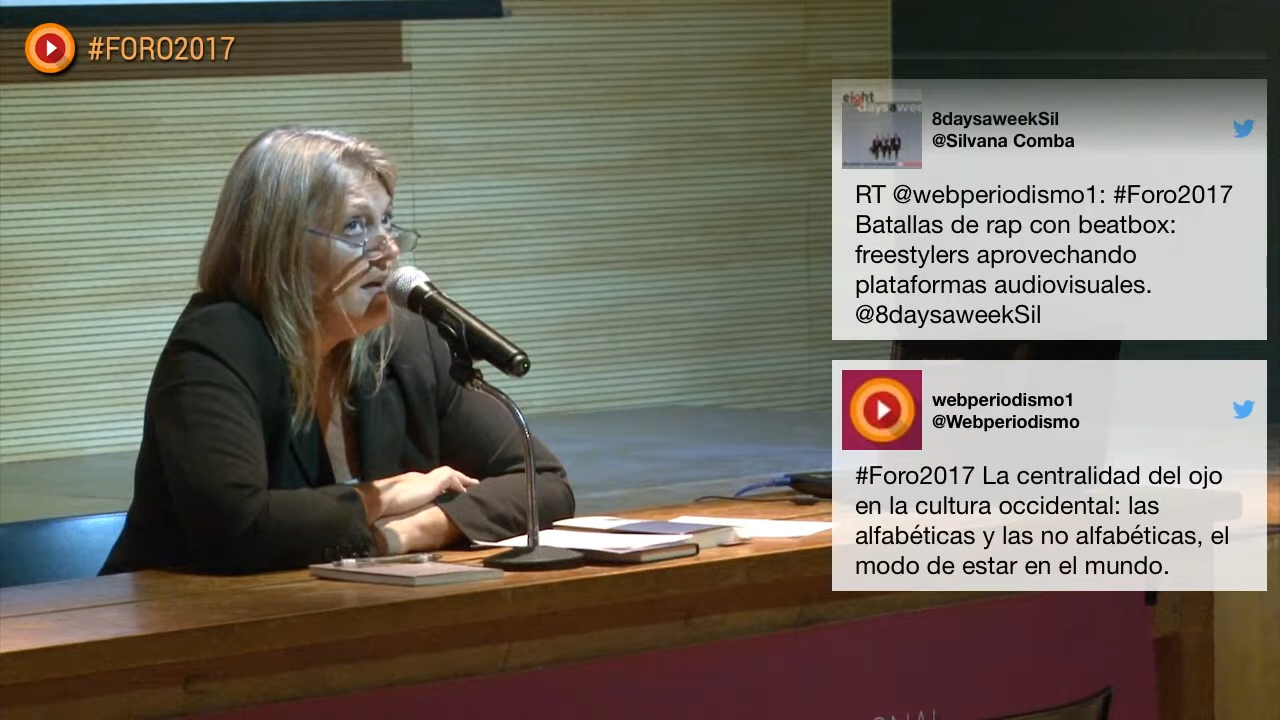 #FORO2017
eight
daysawee
8daysaweekSil
@Silvana Comba
RT @webperiodismo1: #Foro2017
Batallas de rap con beatbox:
freestylers aprovechando
plataformas audiovisuales.
@8daysaweekSil
webperiodismo1
@Webperiodismo
#Foro2017 La centralidad del ojo
en la cultura occidental: las
alfabéticas y las no alfabéticas, el
modo de estar en el mundo.